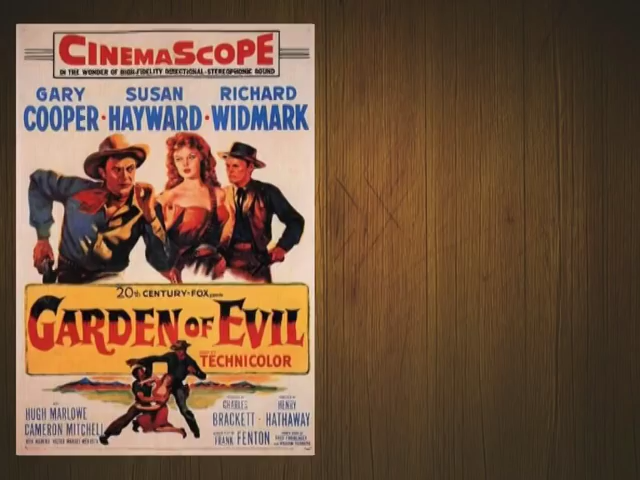 CINEMASCOPE
IN THE WONDER OF HIGH-FIDELITY DIRECTIONAL-STEREOPHONIC SOUND
GARY SUSAN RICHARD
COOPER · HAYWARD · WIDMARK
20th CENTURY-FOX
GARDEN OF EVIL
TECHNICOLOR
HUGH MARLOWE
CAMERON MITCHELL
CHARLES
BRACKETT
HENRY
HATHAWAY
FRANK FENTON